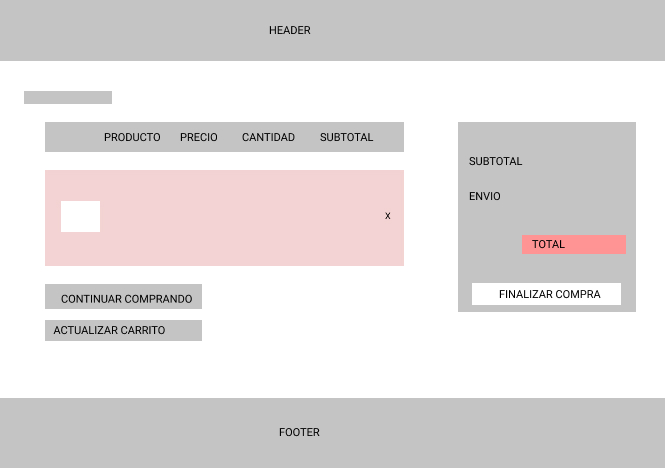 HEADER
PRODUCTO PRECIO CANTIDAD SUBTOTAL
X
CONTINUAR COMPRANDO
ACTUALIZAR CARRITO
SUBTOTAL
ENVIO
TOTAL
FINALIZAR COMPRA
FOOTER